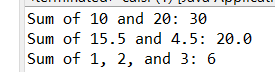 Sum of 10 and 20: 30
Sum of 15.5 and 4.5: 20.0
Sum of 1, 2, and 3: 6